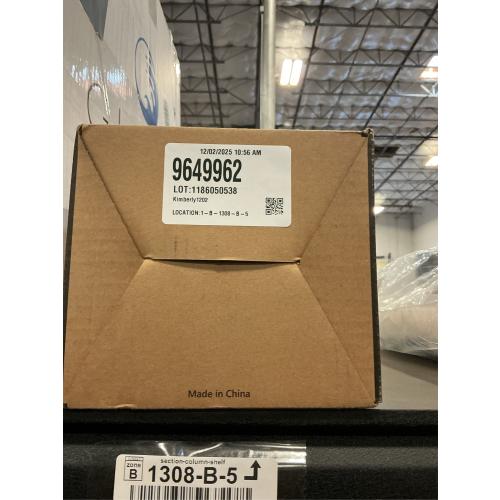 12/02/2025 10:56 AM
9649962
LOT:1186050538
Kimberly1202
LOCATION:1-B-1308-B-5
Made in China
section-column-shelf
zone
B
1308-B-5